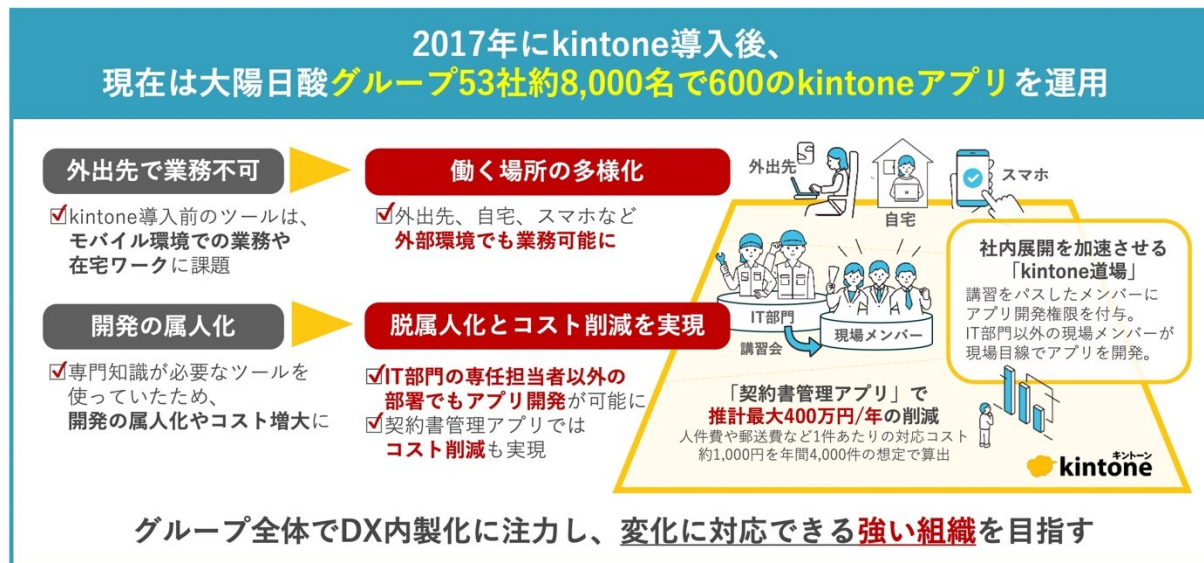 2017年にkintone導入後、
現在は大陽日酸グループ53社約8,000名で600のkintoneアプリを運用
外出先で業務不可
kintone導入前のツールは、
モバイル環境での業務や
在宅ワークに課題
働く場所の多様化
外出先、自宅、スマホなど
外部環境でも業務可能に
外出先
自宅
スマホ
開発の属人化
専門知識が必要なツールを
使っていたため、
開発の属人化やコスト増大に
脱属人化とコスト削減を実現
IT部門の専任担当者以外の
部署でもアプリ開発が可能に
契約書管理アプリでは
コスト削減も実現
IT部門
講習会
現場メンバー
社内展開を加速させる
「kintone道場」
講習をパスしたメンバーに
アプリ開発権限を付与。
IT部門以外の現場メンバーが
現場目線でアプリを開発。
「契約書管理アプリ」で
推計最大400万円/年の削減
人件費や郵送費など1件あたりの対応コスト
約1,000円を年間4,000件の想定で算出
キントーン
kintone
グループ全体でDX内製化に注力し、変化に対応できる強い組織を目指す